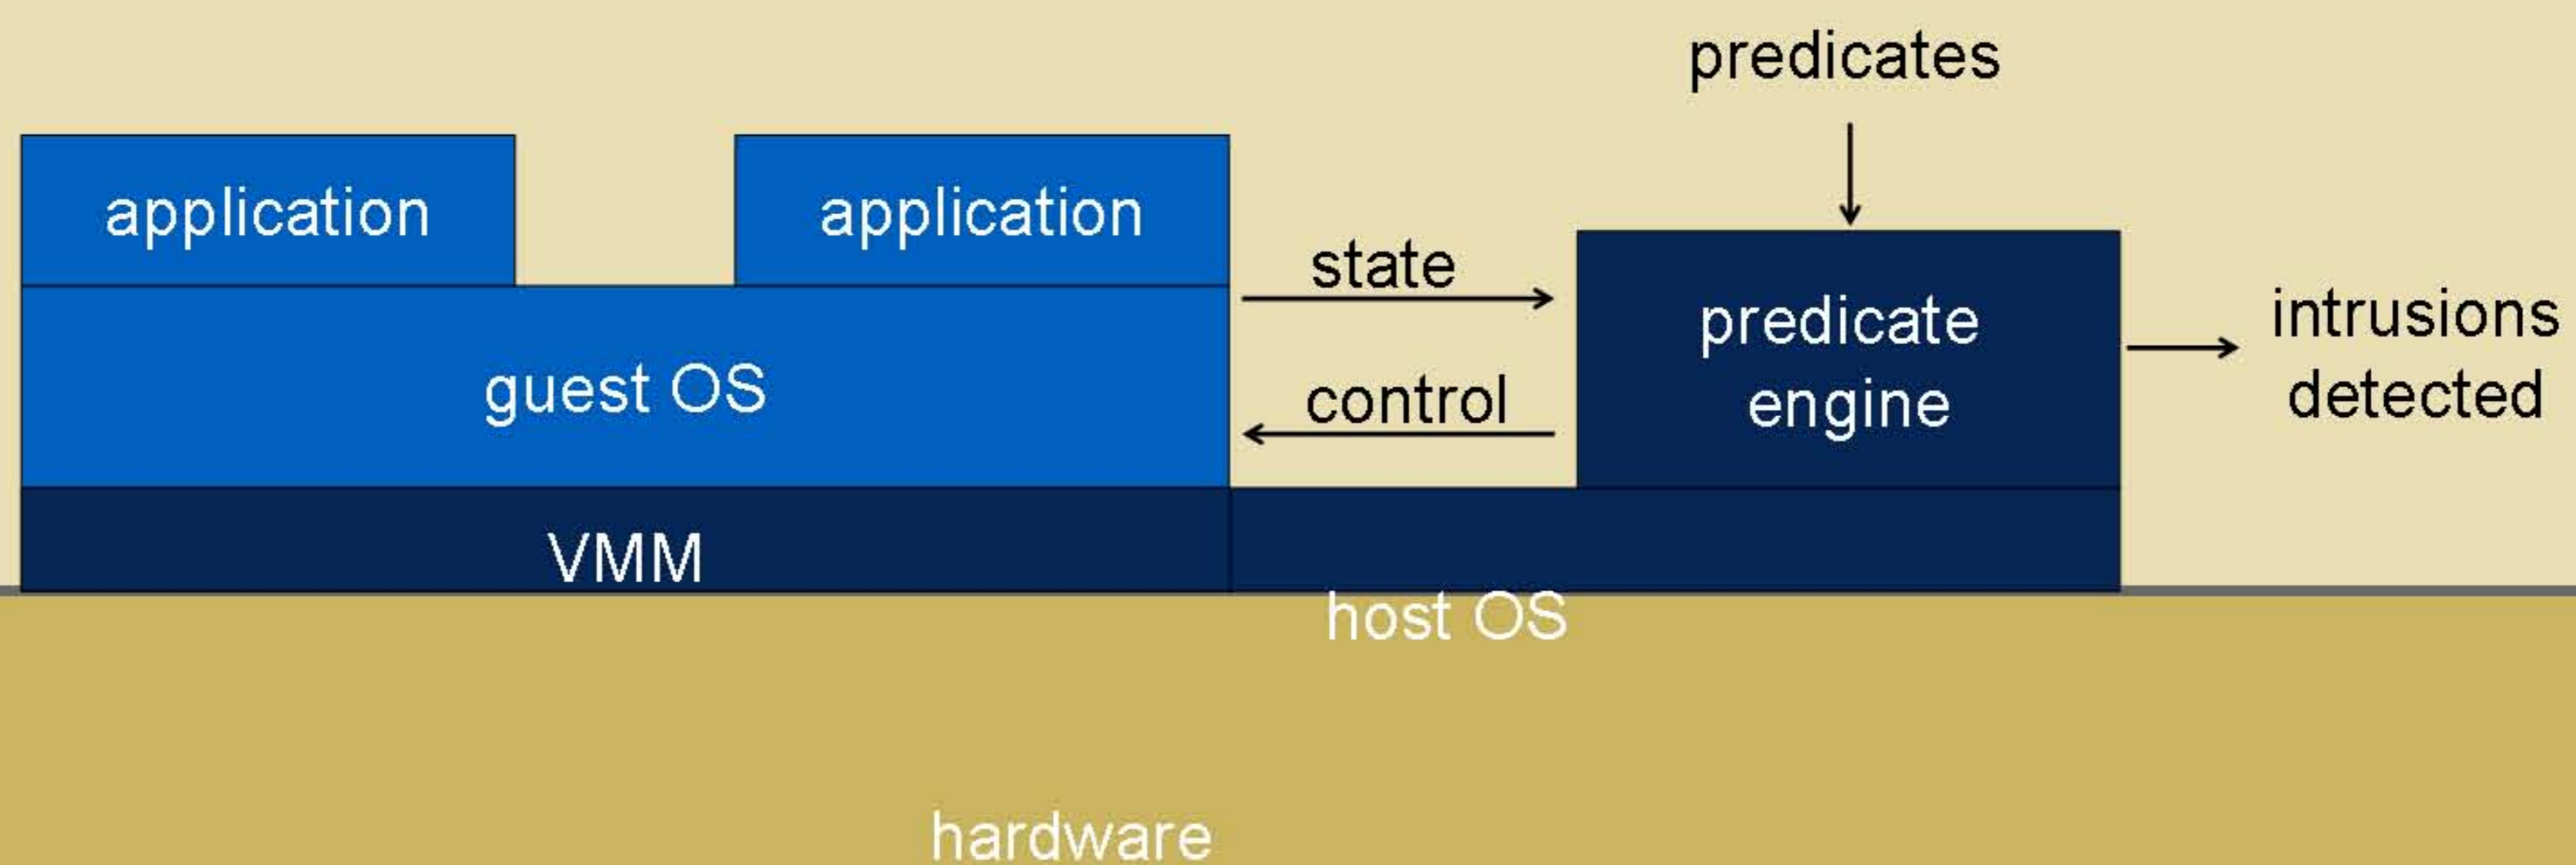 predicates
application
application
state
predicate
engine
intrusions
detected
control
guest OS
VMM
host OS
hardware